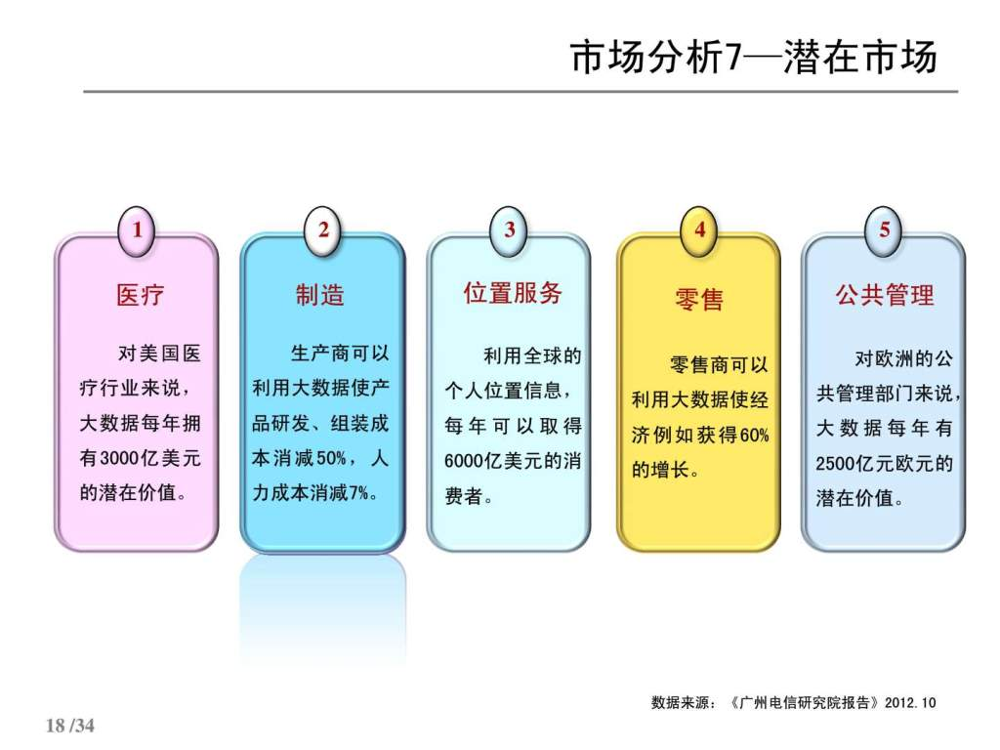 市场分析7—潜在市场
1
医疗
对美国医
疗行业来说，
大数据每年拥
有3000亿美元
的潜在价值。
2
制造
生产商可以
利用大数据使产
品研发、组装成
本消减50%，人
力成本消减7%。
3
位置服务
利用全球的
个人位置信息，
每年可以取得
6000亿美元的消
费者。
4
零售
零售商可以
利用大数据使经
济例如获得60%
的增长。
5
公共管理
对欧洲的公
共管理部门来说，
大数据每年有
2500亿元欧元的
潜在价值。
数据来源：《广州电信研究院报告》2012.10
18 /34